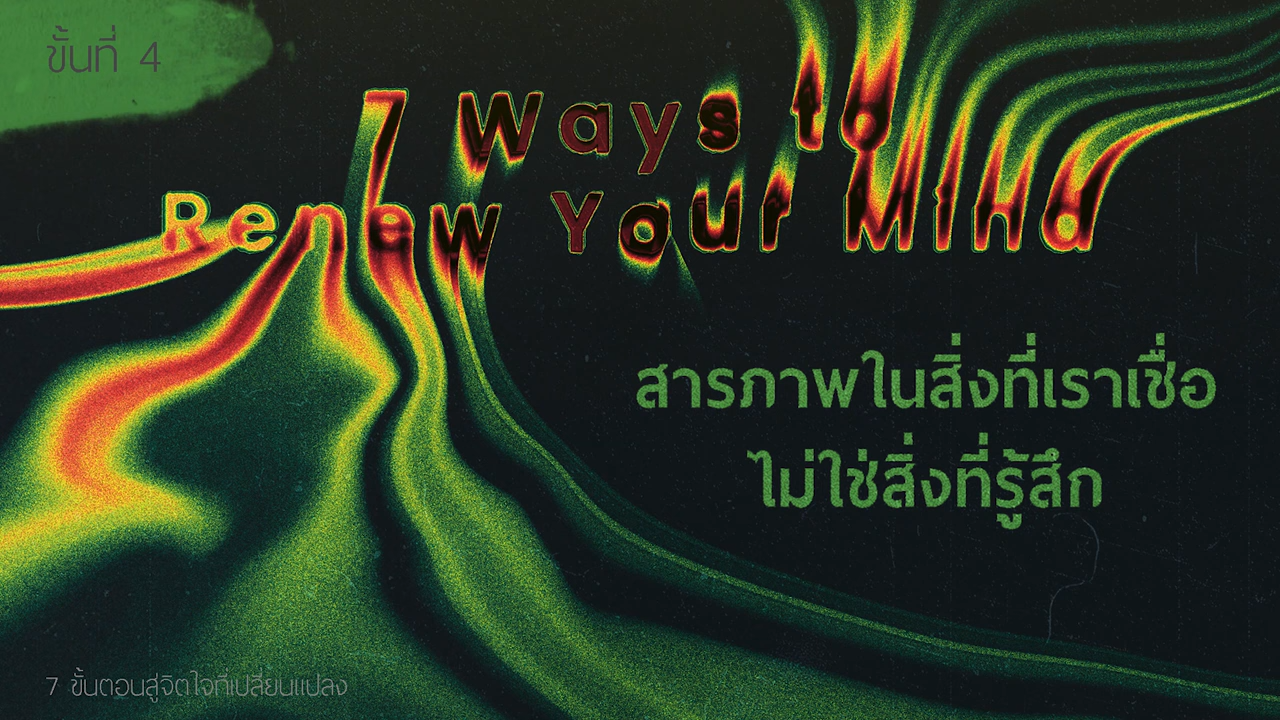 ขั้นที่ 4
7 Ways to
Renew Your Mind
สารภาพในสิ่งที่เราเชื่อ
ไม่ใช่สิ่งที่รู้สึก
7 ขั้นตอนสู่จิตใจที่เปลี่ยนแปลง